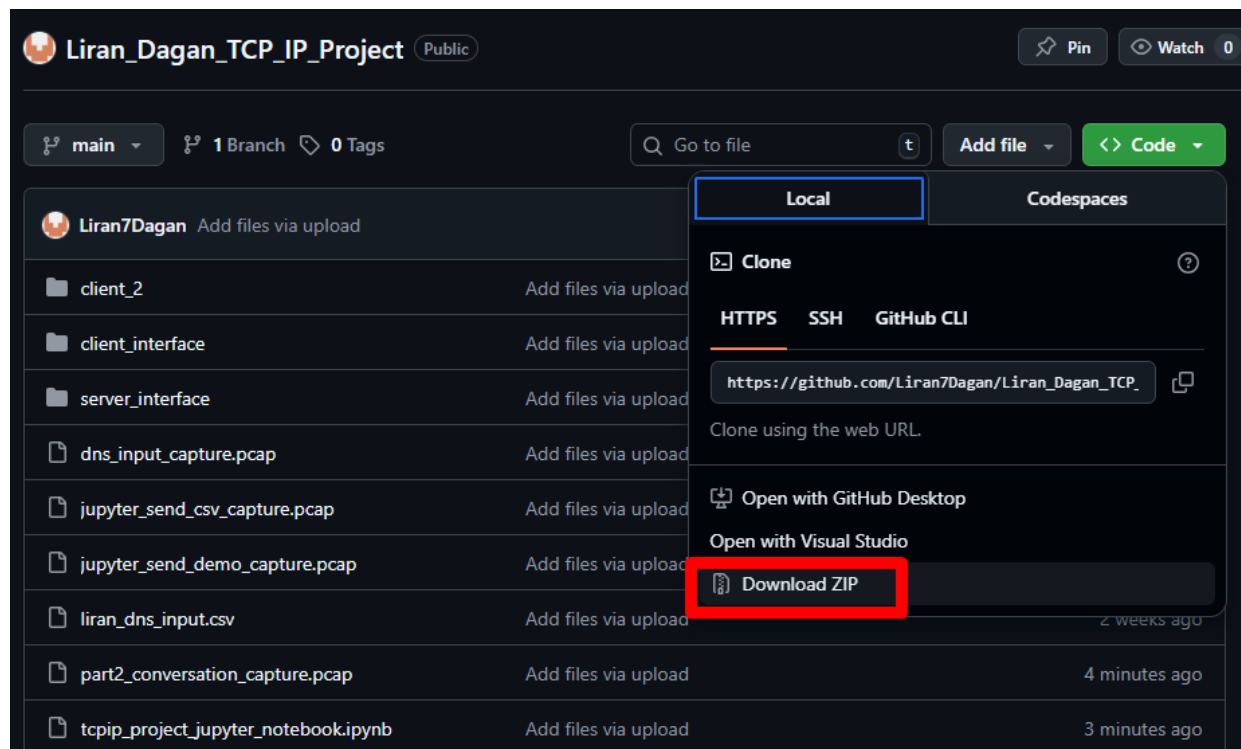 Liran_Dagan_TCP_IP_Project Public Pin Watch 0
main 1 Branch 0 Tags Go to file t Add file <> Code
Local Codespaces
Liran7Dagan Add files via upload
Clone
client_2 Add files via upload
HTTPS SSH GitHub CLI
client_interface Add files via upload
https://github.com/Liran7Dagan/Liran_Dagan_TCP_
server_interface Add files via upload
Clone using the web URL.
dns_input_capture.pcap Add files via upload
Open with GitHub Desktop
jupyter_send_csv_capture.pcap Add files via upload
Open with Visual Studio
jupyter_send_demo_capture.pcap Add files via upload
Download ZIP
liran_dns_input.csv Add files via upload 2 weeks ago
part2_conversation_capture.pcap Add files via upload 4 minutes ago
tcpip_project_jupyter_notebook.ipynb Add files via upload 3 minutes ago